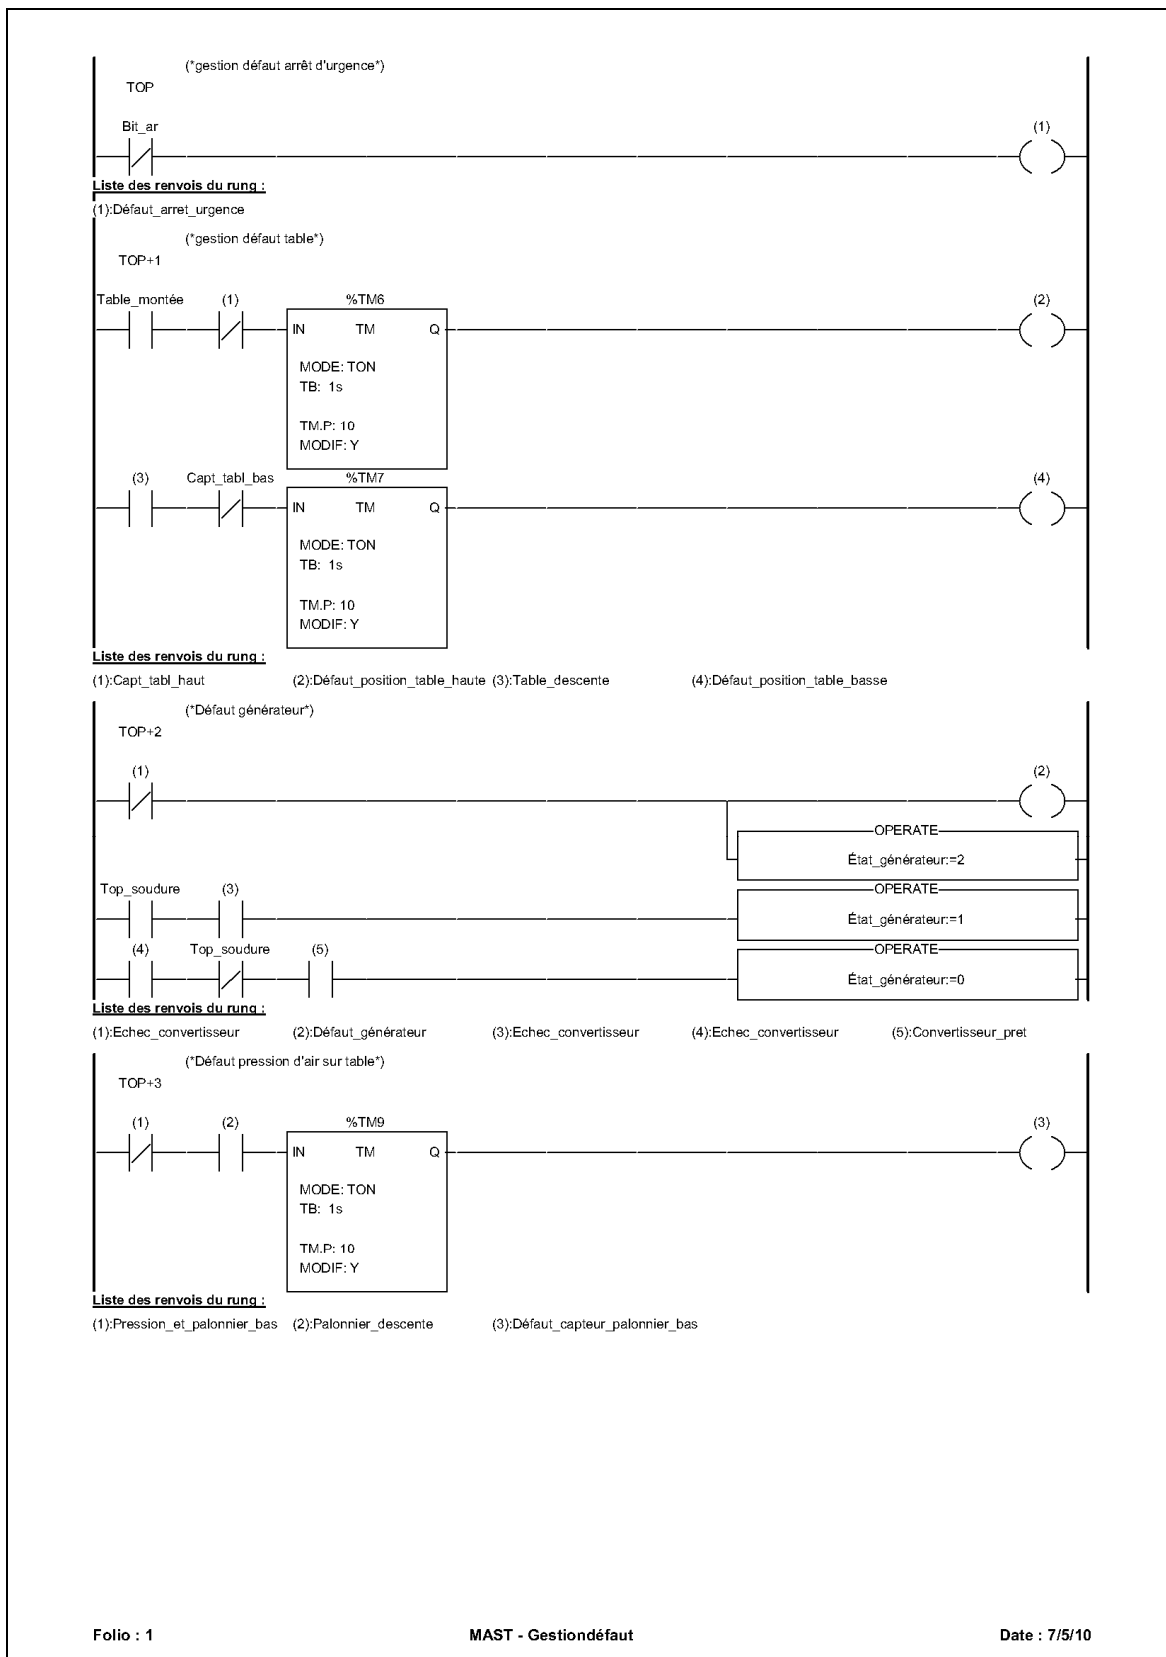 (*gestion défaut arrêt d'urgence*)
TOP
Bit_ar (1)
Liste des renvois du rung :
(1):Défaut_arret_urgence
(*gestion défaut table*)
TOP+1
Table_montée (1) %TM6 (2)
IN TM Q
MODE: TON
TB: 1s
TM.P: 10
MODIF: Y
(3) Capt_tabl_bas %TM7 (4)
IN TM Q
MODE: TON
TB: 1s
TM.P: 10
MODIF: Y
Liste des renvois du rung :
(1):Capt_tabl_haut (2):Défaut_position_table_haute (3):Table_descente (4):Défaut_position_table_basse
(*Défaut générateur*)
TOP+2
(1) (2)
OPERATE
État_générateur:=2
Top_soudure (3) OPERATE
État_générateur:=1
(4) Top_soudure (5) OPERATE
État_générateur:=0
Liste des renvois du rung :
(1):Echec_convertisseur (2):Défaut_générateur (3):Echec_convertisseur (4):Echec_convertisseur (5):Convertisseur_pret
(*Défaut pression d'air sur table*)
TOP+3
(1) (2) %TM9 (3)
IN TM Q
MODE: TON
TB: 1s
TM.P: 10
MODIF: Y
Liste des renvois du rung :
(1):Pression_et_palonnier_bas (2):Palonnier_descente (3):Défaut_capteur_palonnier_bas
Folio : 1 MAST - Gestiondéfaut Date : 7/5/10